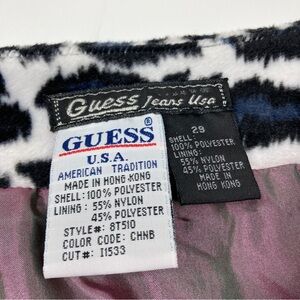 Guess Jeans Usa
GUESS®
U.S.A.
AMERICAN TRADITION
MADE IN HONG KONG
SHELL: 100% POLYESTER
LINING: 55% NYLON
45% POLYESTER
STYLE#: 8T510
COLOR CODE: CHNB
CUT#: I1533
29
SHELL:
100% POLYESTER
LINING:
55% NYLON
45% POLYESTER
MADE IN
HONG KONG